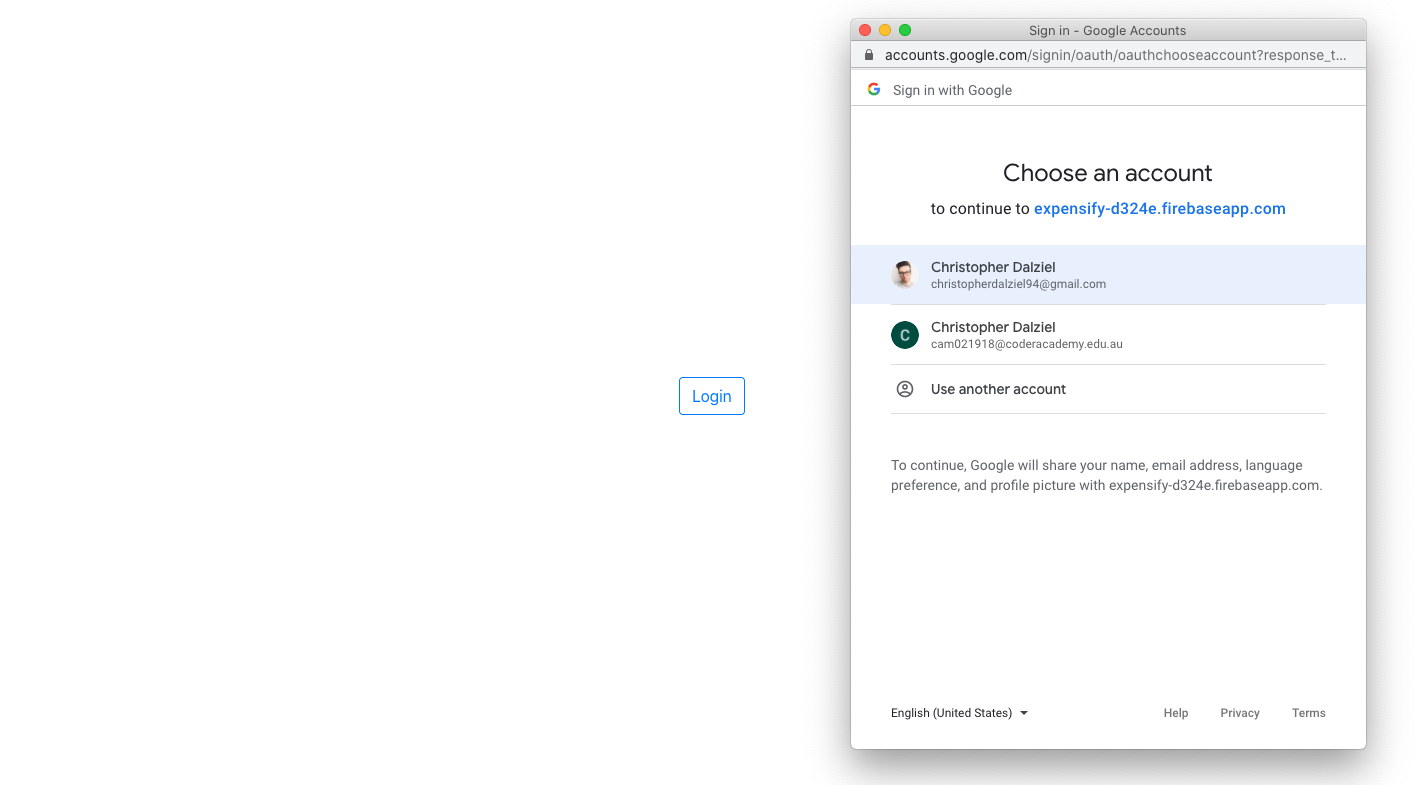 Sign in - Google Accounts
accounts.google.com/signin/oauth/oauthchooseaccount?response_t...
Sign in with Google
Choose an account
to continue to expensify-d324e.firebaseapp.com
Christopher Dalziel
christopherdalziel94@gmail.com
C
Christopher Dalziel
cam021918@coderacademy.edu.au
Use another account
Login
To continue, Google will share your name, email address, language
preference, and profile picture with expensify-d324e.firebaseapp.com.
English (United States)
Help Privacy Terms